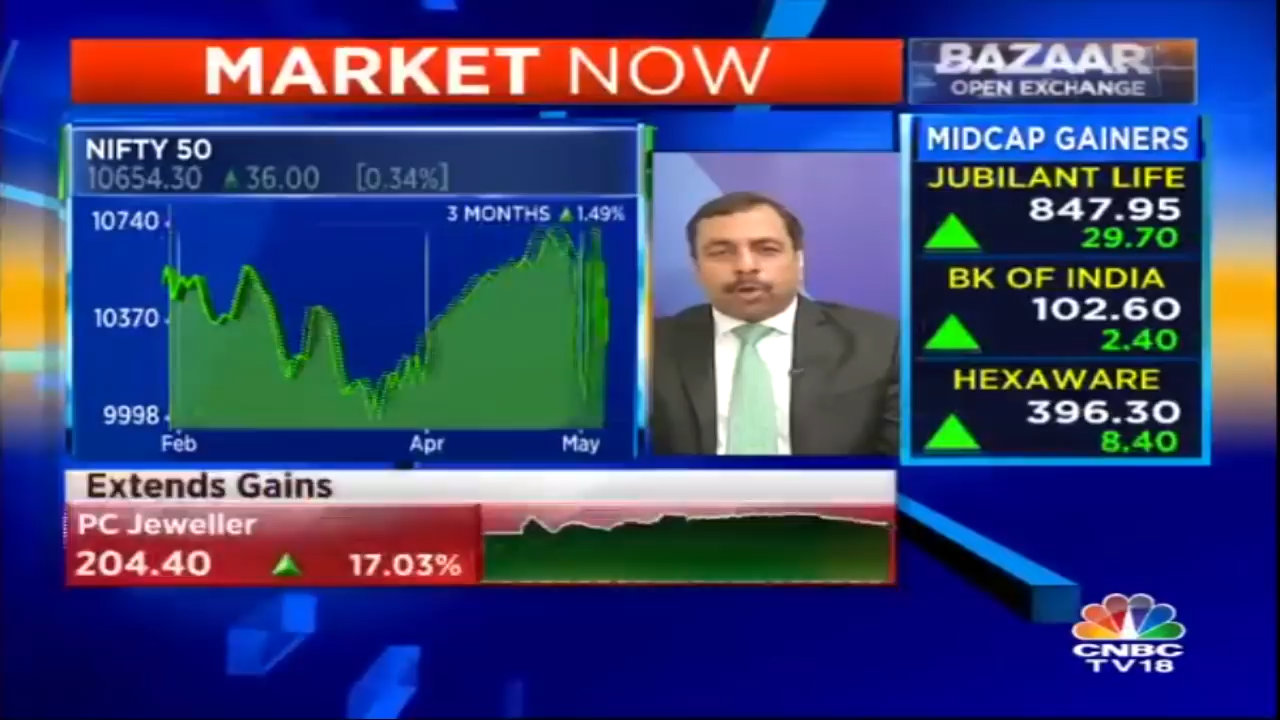 MARKET NOW
BAZAAR
OPEN EXCHANGE
NIFTY 50
10654.30 ▲36.00 [0.34%]
3 MONTHS ▲1.49%
10740
10370
9998
Feb Apr May
MIDCAP GAINERS
JUBILANT LIFE
847.95
▲ 29.70
BK OF INDIA
102.60
▲ 2.40
HEXAWARE
396.30
▲ 8.40
Extends Gains
PC Jeweller
204.40 ▲ 17.03%
CNBC
TV18